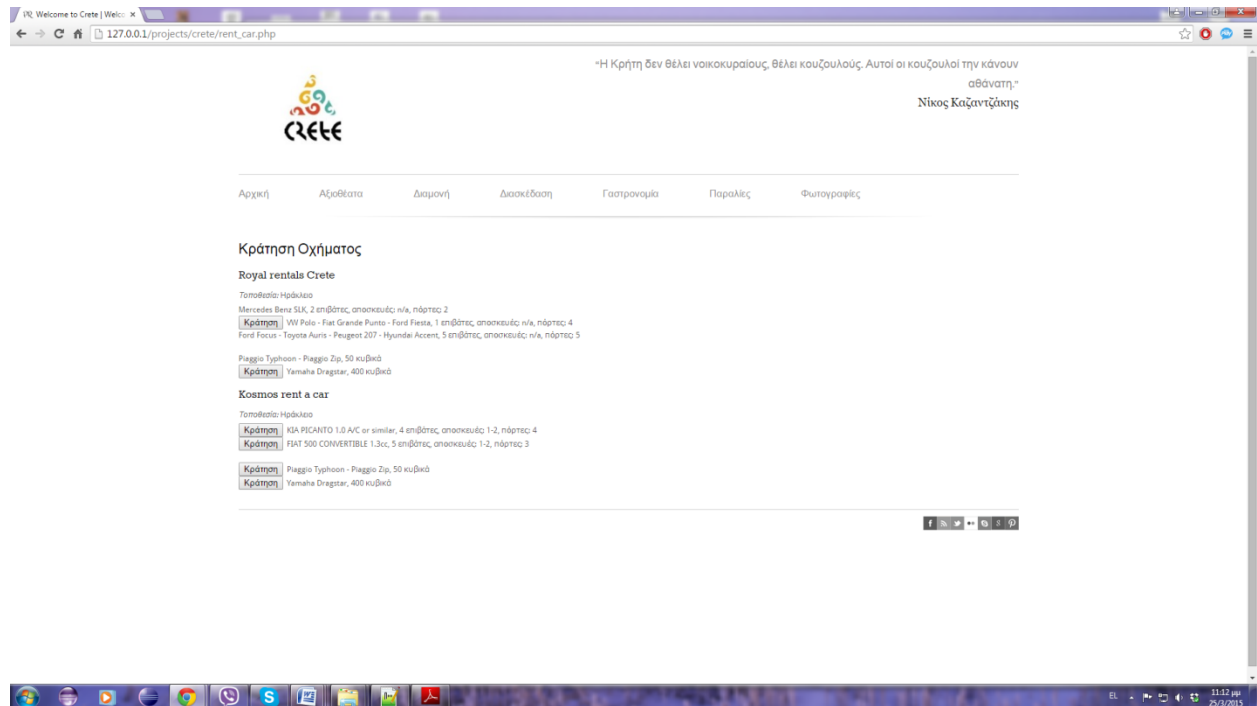 Welcome to Crete | Welc
127.0.0.1/projects/crete/rent_car.php
"Η Κρήτη δεν θέλει νοικοκυραίους, θέλει κουζουλούς. Αυτοί οι κουζουλοί την κάνουν
αθάνατη."
Νίκος Καζαντζάκης
CRETE
Αρχική Αξιοθέατα Διαμονή Διασκέδαση Γαστρονομία Παραλίες Φωτογραφίες
Κράτηση Οχήματος
Royal rentals Crete
Τοποθεσία: Ηράκλειο
Mercedes Benz SLK, 2 επιβάτες, αποσκευές: n/a, πόρτες: 2
Κράτηση VW Polo - Fiat Grande Punto - Ford Fiesta, 1 επιβάτες, αποσκευές: n/a, πόρτες: 4
Ford Focus - Toyota Auris - Peugeot 207 - Hyundai Accent, 5 επιβάτες, αποσκευές: n/a, πόρτες: 5
Piaggio Typhoon - Piaggio Zip, 50 κυβικά
Κράτηση Yamaha Dragstar, 400 κυβικά
Kosmos rent a car
Τοποθεσία: Ηράκλειο
Κράτηση KIA PICANTO 1.0 A/C or similar, 4 επιβάτες, αποσκευές: 1-2, πόρτες: 4
Κράτηση FIAT 500 CONVERTIBLE 1.3cc, 5 επιβάτες, αποσκευές: 1-2, πόρτες: 3
Κράτηση Piaggio Typhoon - Piaggio Zip, 50 κυβικά
Κράτηση Yamaha Dragstar, 400 κυβικά
EL
11:12 μμ
25/3/2015